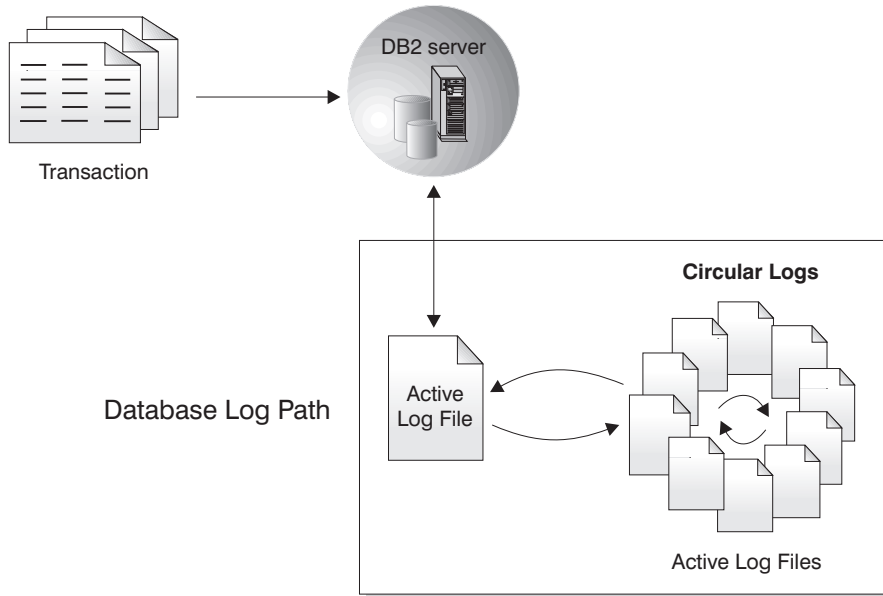 DB2 server
Transaction
Circular Logs
Active
Log File
Database Log Path
Active Log Files